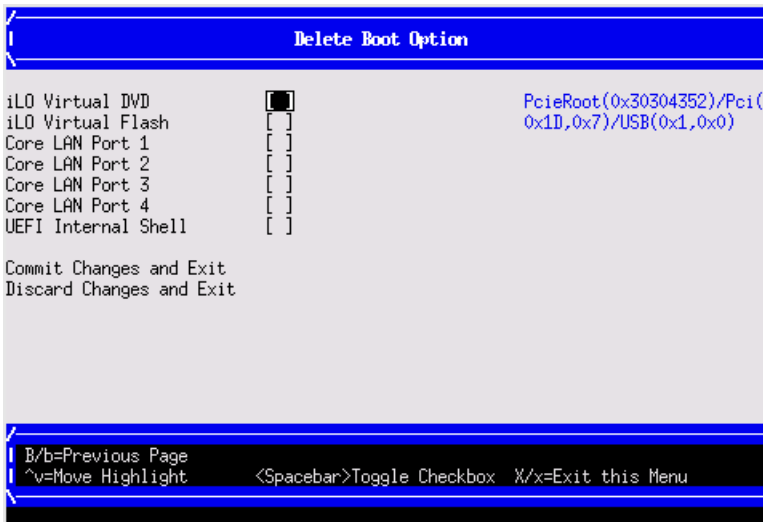 Delete Boot Option
iLO Virtual DVD [ ] PcieRoot(0x30304352)/Pci(
iLO Virtual Flash [ ] 0x1D,0x7)/USB(0x1,0x0)
Core LAN Port 1 [ ]
Core LAN Port 2 [ ]
Core LAN Port 3 [ ]
Core LAN Port 4 [ ]
UEFI Internal Shell [ ]
Commit Changes and Exit
Discard Changes and Exit
B/b=Previous Page
^v=Move Highlight <Spacebar>Toggle Checkbox X/x=Exit this Menu